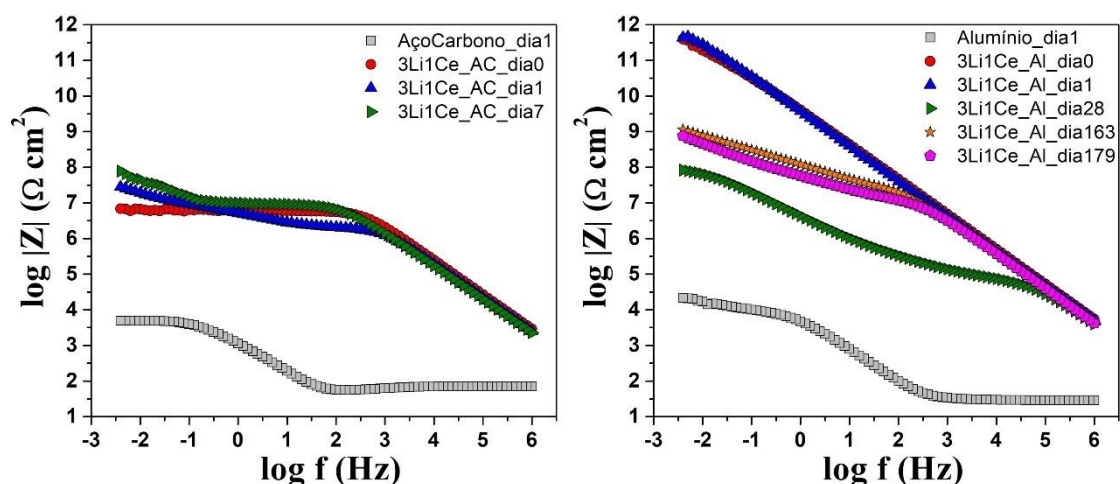 12
11
10
9
8
7
6
5
4
3
2
1
log |Z| (Ω cm²)
AçoCarbono_dia1
3Li1Ce_AC_dia0
3Li1Ce_AC_dia1
3Li1Ce_AC_dia7
-3 -2 -1 0 1 2 3 4 5 6
log f (Hz)
12
11
10
9
8
7
6
5
4
3
2
1
log |Z| (Ω cm²)
Alumínio_dia1
3Li1Ce_Al_dia0
3Li1Ce_Al_dia1
3Li1Ce_Al_dia28
3Li1Ce_Al_dia163
3Li1Ce_Al_dia179
-3 -2 -1 0 1 2 3 4 5 6
log f (Hz)